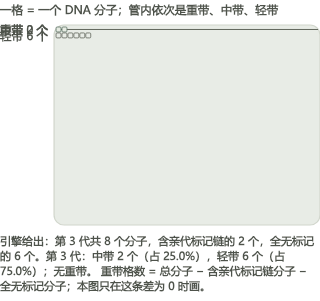 一格 = 一个 DNA 分子；管内依次是重带、中带、轻带
轻带 6 个
引擎给出：第 3 代共 8 个分子，含亲代标记链的 2 个，全无标记
的 6 个。第 3 代：中带 2 个（占 25.0%），轻带 6 个（占
75.0%）；无重带。 重带格数 = 总分子 − 含亲代标记链分子 −
全无标记分子；本图只在这条差为 0 时画。